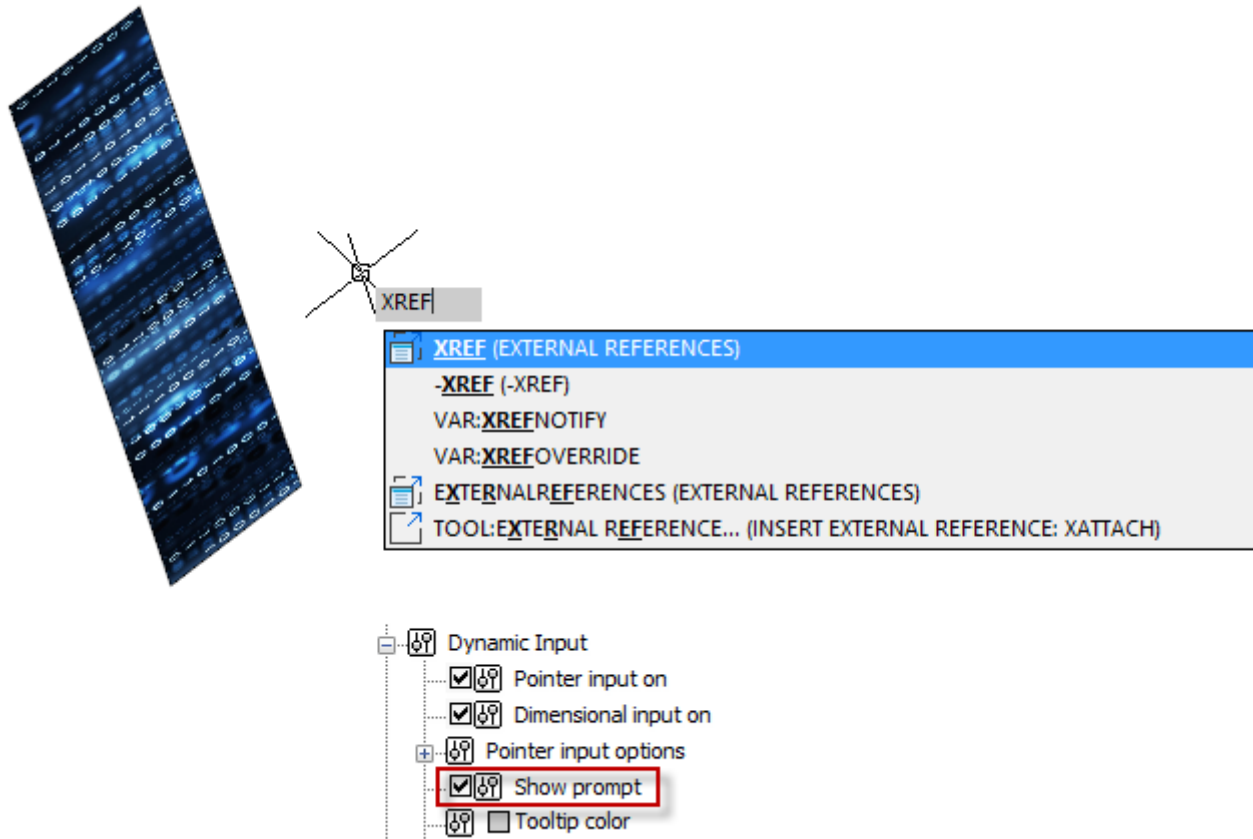 XREF
XREF (EXTERNAL REFERENCES)
-XREF (-XREF)
VAR:XREFNOTIFY
VAR:XREFOVERRIDE
EXTERNALREFERENCES (EXTERNAL REFERENCES)
TOOL:EXTERNAL REFERENCE... (INSERT EXTERNAL REFERENCE: XATTACH)
Dynamic Input
Pointer input on
Dimensional input on
Pointer input options
Show prompt
Tooltip color